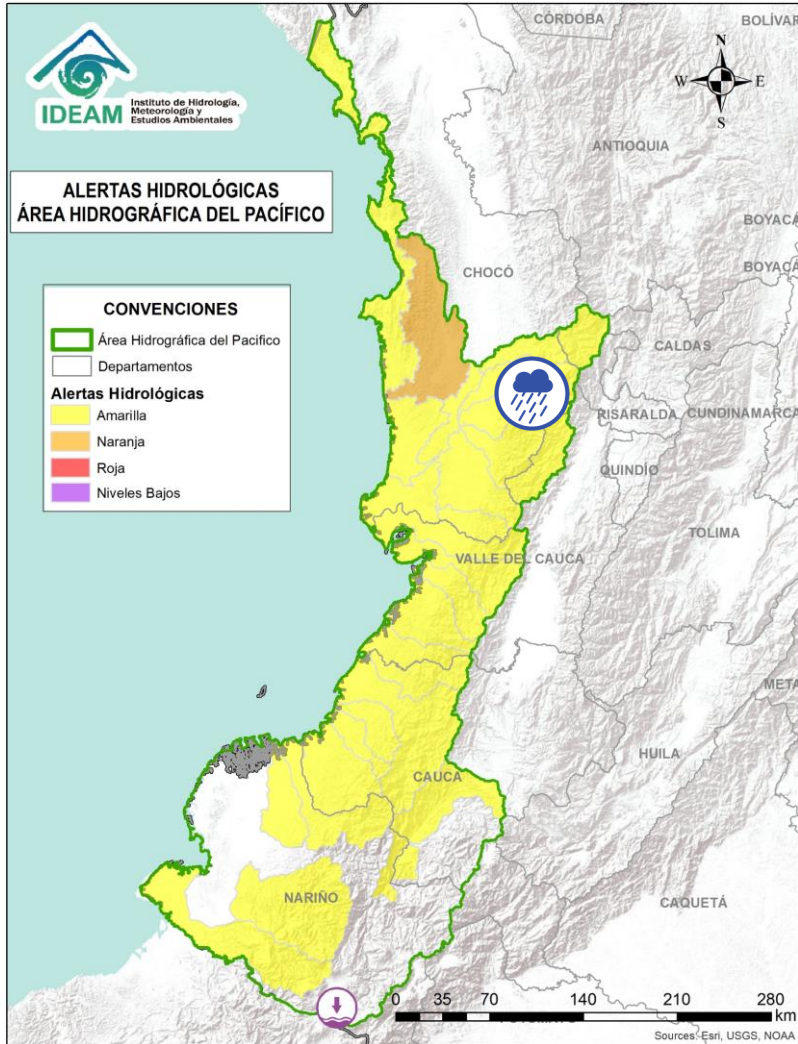 CÓRDOBA
BOLÍVAR
IDEAM
Instituto de Hidrología,
Meteorología y
Estudios Ambientales
N
W
E
S
ANTIOQUIA
ALERTAS HIDROLÓGICAS
ÁREA HIDROGRÁFICA DEL PACÍFICO
BOYACÁ
CHOCÓ
BOYACÁ
CONVENCIONES
Área Hidrográfica del Pacífico
Departamentos
Alertas Hidrológicas
Amarilla
Naranja
Roja
Niveles Bajos
CALDAS
RISARALDA
CUNDINAMARCA
QUINDÍO
TOLIMA
VALLE DEL CAUCA
META
HUILA
CAUCA
NARIÑO
CAQUETÁ
0 35 70 140 210 280
km
Sources: Esri, USGS, NOAA